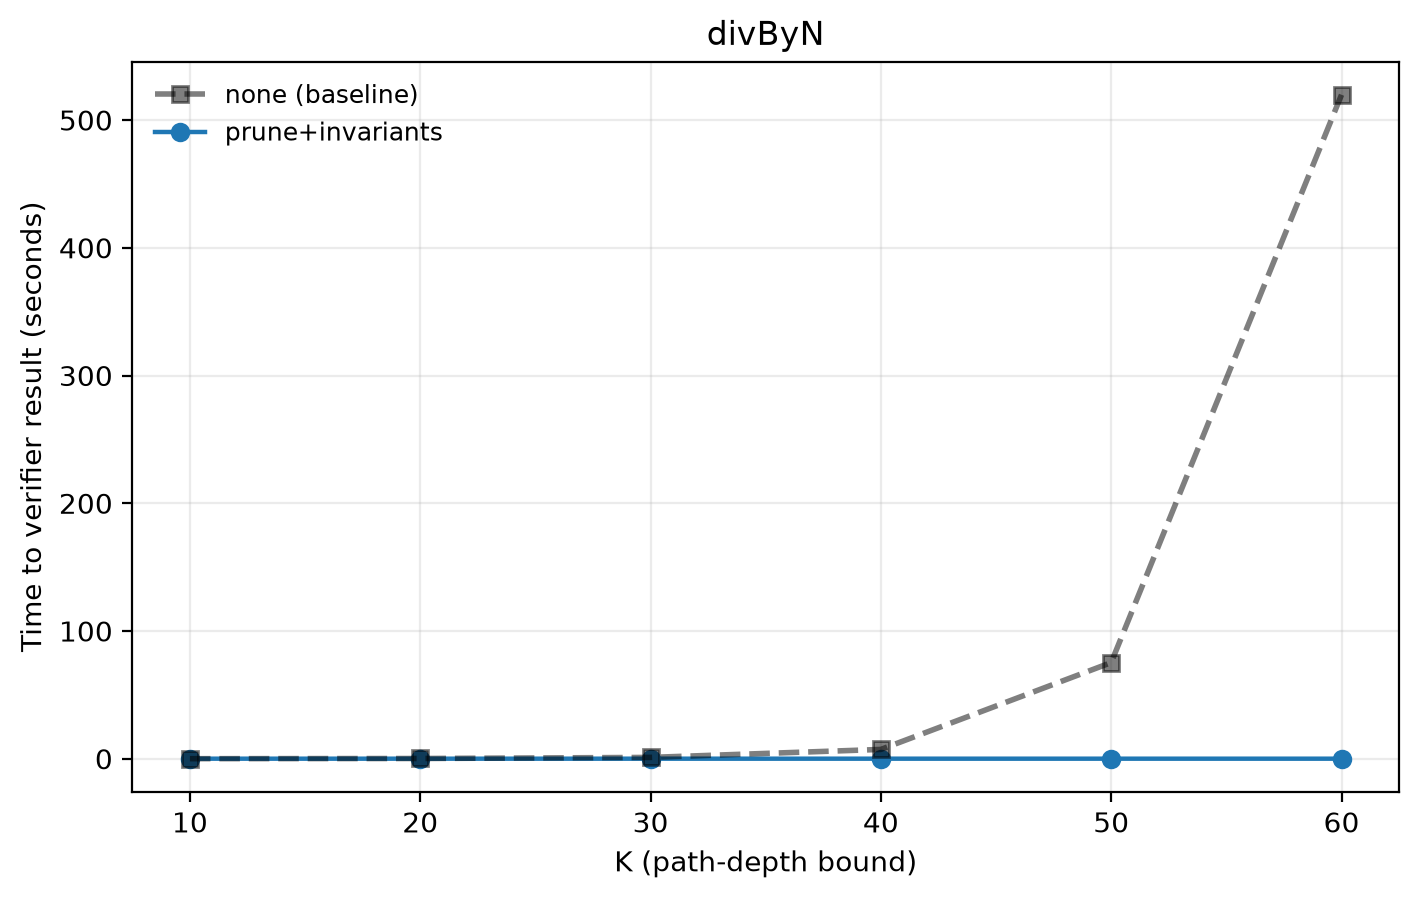 divByN
none (baseline)
prune+invariants
Time to verifier result (seconds)
500
400
300
200
100
0
10 20 30 40 50 60
K (path-depth bound)